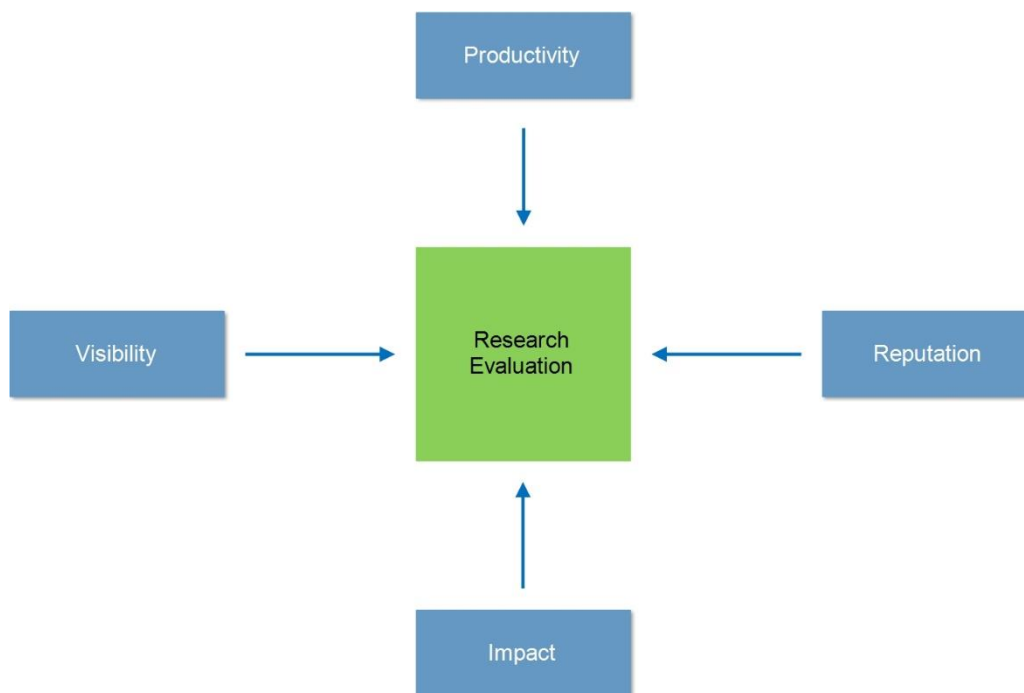 Productivity
Visibility
Research
Evaluation
Reputation
Impact